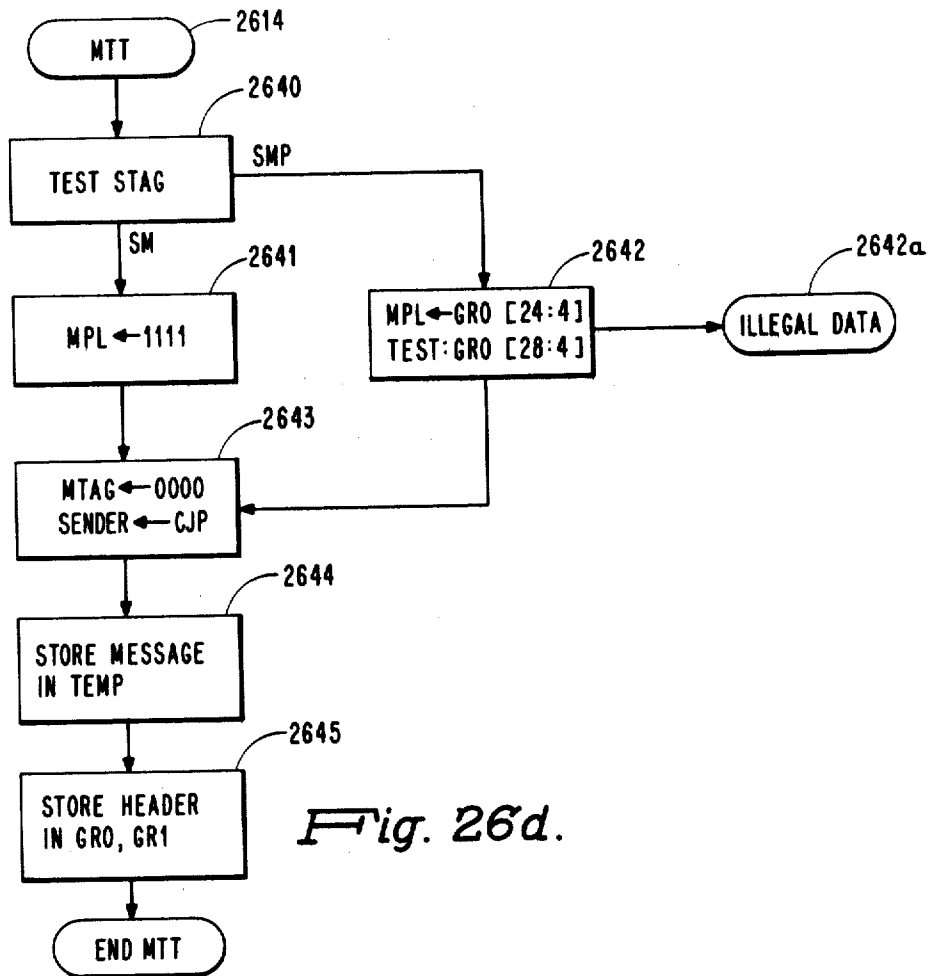 MTT
2614
2640
TEST STAG
SMP
SM
2641
MPL←1111
2642
MPL←GR0 [24:4]
TEST:GR0 [28:4]
2642a
ILLEGAL DATA
2643
MTAG←0000
SENDER←CJP
2644
STORE MESSAGE
IN TEMP
2645
STORE HEADER
IN GR0, GR1
END MTT
Fig. 26d.